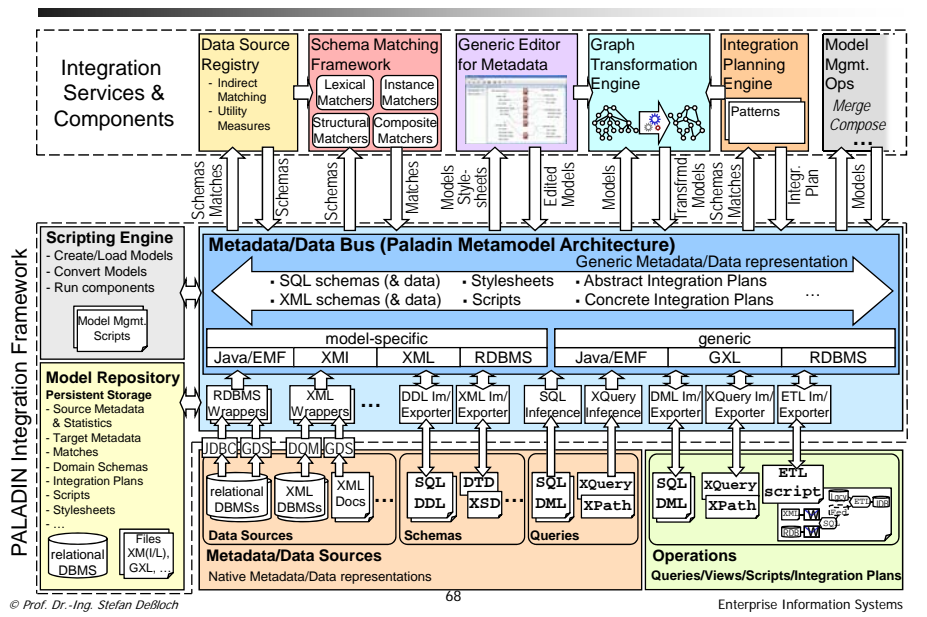 Integration
Services &
Components
Data Source
Registry
- Indirect
Matching
- Utility
Measures
Schema Matching
Framework
Lexical
Matchers
Instance
Matchers
Structural
Matchers
Composite
Matchers
Generic Editor
for Metadata
Graph
Transformation
Engine
Integration
Planning
Engine
Patterns
Model
Mgmt.
Ops
Merge
Compose
...
Schemas
Matches
Schemas
Schemas
Matches
Models
Style-
sheets
Edited
Models
Models
Transfrmd.
Models
Schemas
Matches
Integr.
Plan
Models
PALADIN Integration Framework
Scripting Engine
- Create/Load Models
- Convert Models
- Run components
Model Mgmt.
Scripts
Metadata/Data Bus (Paladin Metamodel Architecture)
Generic Metadata/Data representation
▪ SQL schemas (& data)
▪ XML schemas (& data)
▪ Stylesheets
▪ Scripts
▪ Abstract Integration Plans
▪ Concrete Integration Plans
...
model-specific
generic
Java/EMF
XMI
XML
RDBMS
Java/EMF
GXL
RDBMS
RDBMS
Wrappers
XML
Wrappers
...
DDL Im/
Exporter
XML Im/
Exporter
SQL
Inference
XQuery
Inference
DML Im/
Exporter
XQuery Im/
Exporter
ETL Im/
Exporter
Model Repository
Persistent Storage
- Source Metadata
& Statistics
- Target Metadata
- Matches
- Domain Schemas
- Integration Plans
- Scripts
- Stylesheets
- ...
relational
DBMS
Files
XM(I/L),
GXL, ...
JDBC
GDS
DOM
GDS
relational
DBMSs
XML
DBMSs
XML
Docs
...
Data Sources
SQL
DDL
DTD
XSD
...
Schemas
SQL
DML
XQuery
XPath
Queries
Metadata/Data Sources
Native Metadata/Data representations
SQL
DML
XQuery
XPath
ETL
script
Lgcy
ETL
JDB
Red
XML
W
SQL
RDB
W
Operations
Queries/Views/Scripts/Integration Plans
© Prof. Dr.-Ing. Stefan Deßloch
68
Enterprise Information Systems